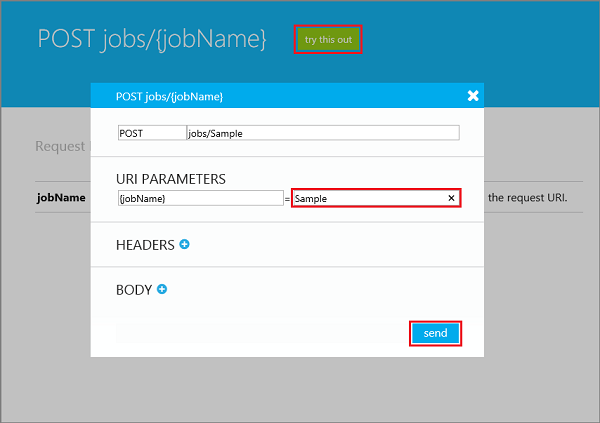 POST jobs/{jobName}
try this out
POST jobs/{jobName}
POST jobs/Sample
Request
URI PARAMETERS
{jobName} = Sample
jobName
the request URI.
HEADERS
BODY
send